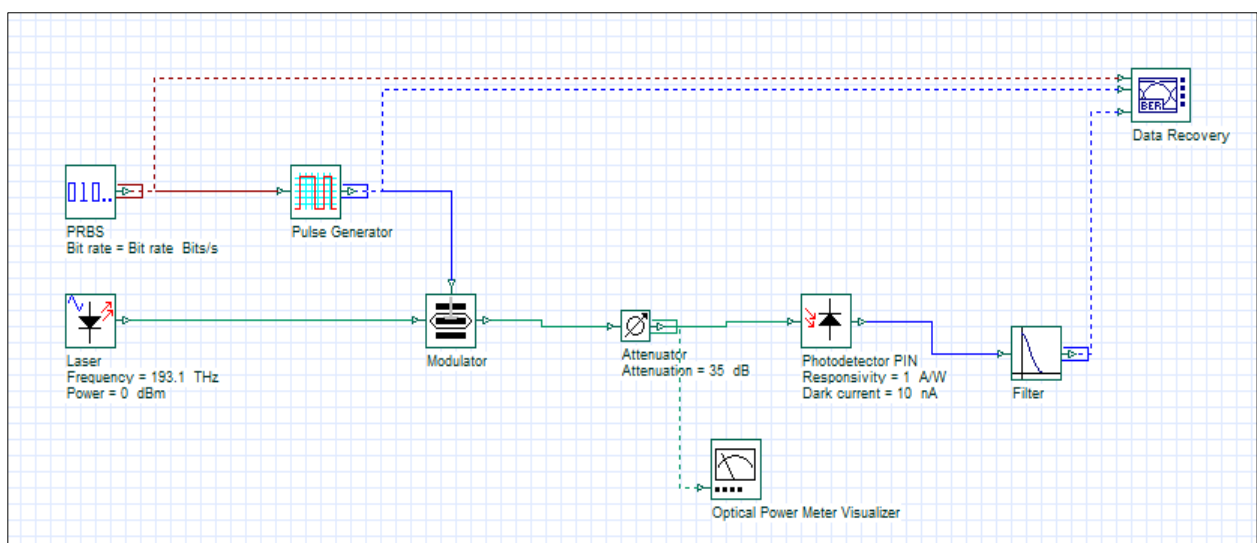 BER
Data Recovery
010..
PRBS
Bit rate = Bit rate  Bits/s
Pulse Generator
Laser
Frequency = 193.1  THz
Power = 0  dBm
Modulator
Attenuator
Attenuation = 35  dB
Photodetector PIN
Responsivity = 1  A/W
Dark current = 10  nA
Filter
Optical Power Meter Visualizer